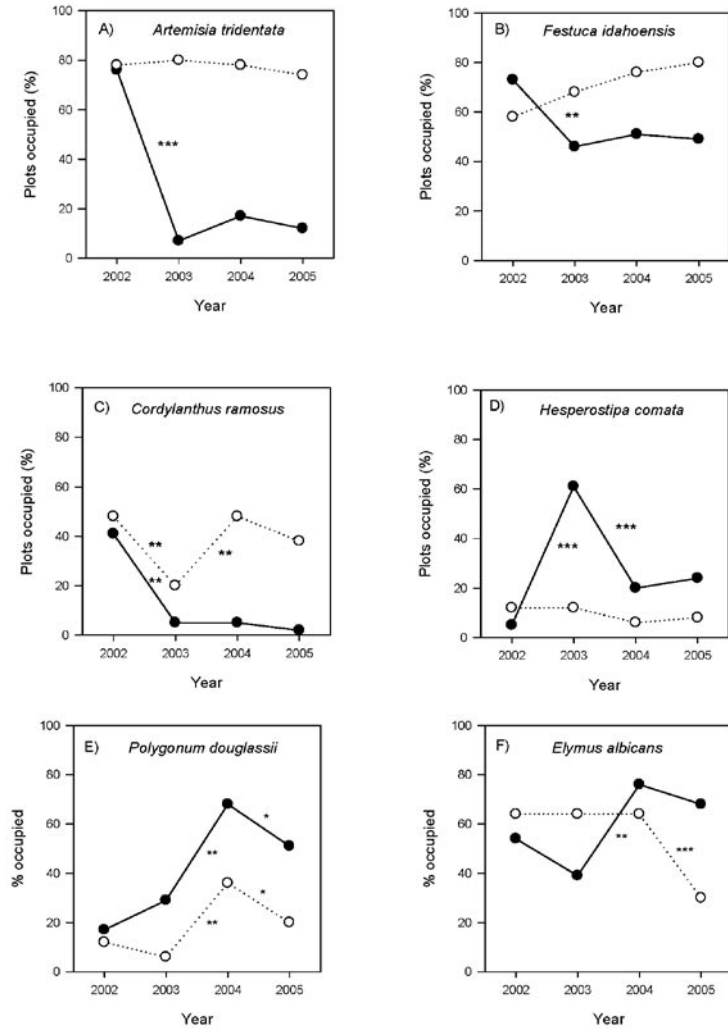 A) Artemisia tridentata
Plots occupied (%)
100
80
60
40
20
0
***
2002 2003 2004 2005
Year
B) Festuca idahoensis
Plots occupied (%)
100
80
60
40
20
0
**
2002 2003 2004 2005
Year
C) Cordylanthus ramosus
Plots occupied (%)
100
80
60
40
20
0
**
**
**
2002 2003 2004 2005
Year
D) Hesperostipa comata
Plots occupied (%)
100
80
60
40
20
0
***
***
2002 2003 2004 2005
Year
E) Polygonum douglassii
% occupied
100
80
60
40
20
0
*
**
*
**
2002 2003 2004 2005
Year
F) Elymus albicans
% occupied
100
80
60
40
20
0
**
***
2002 2003 2004 2005
Year